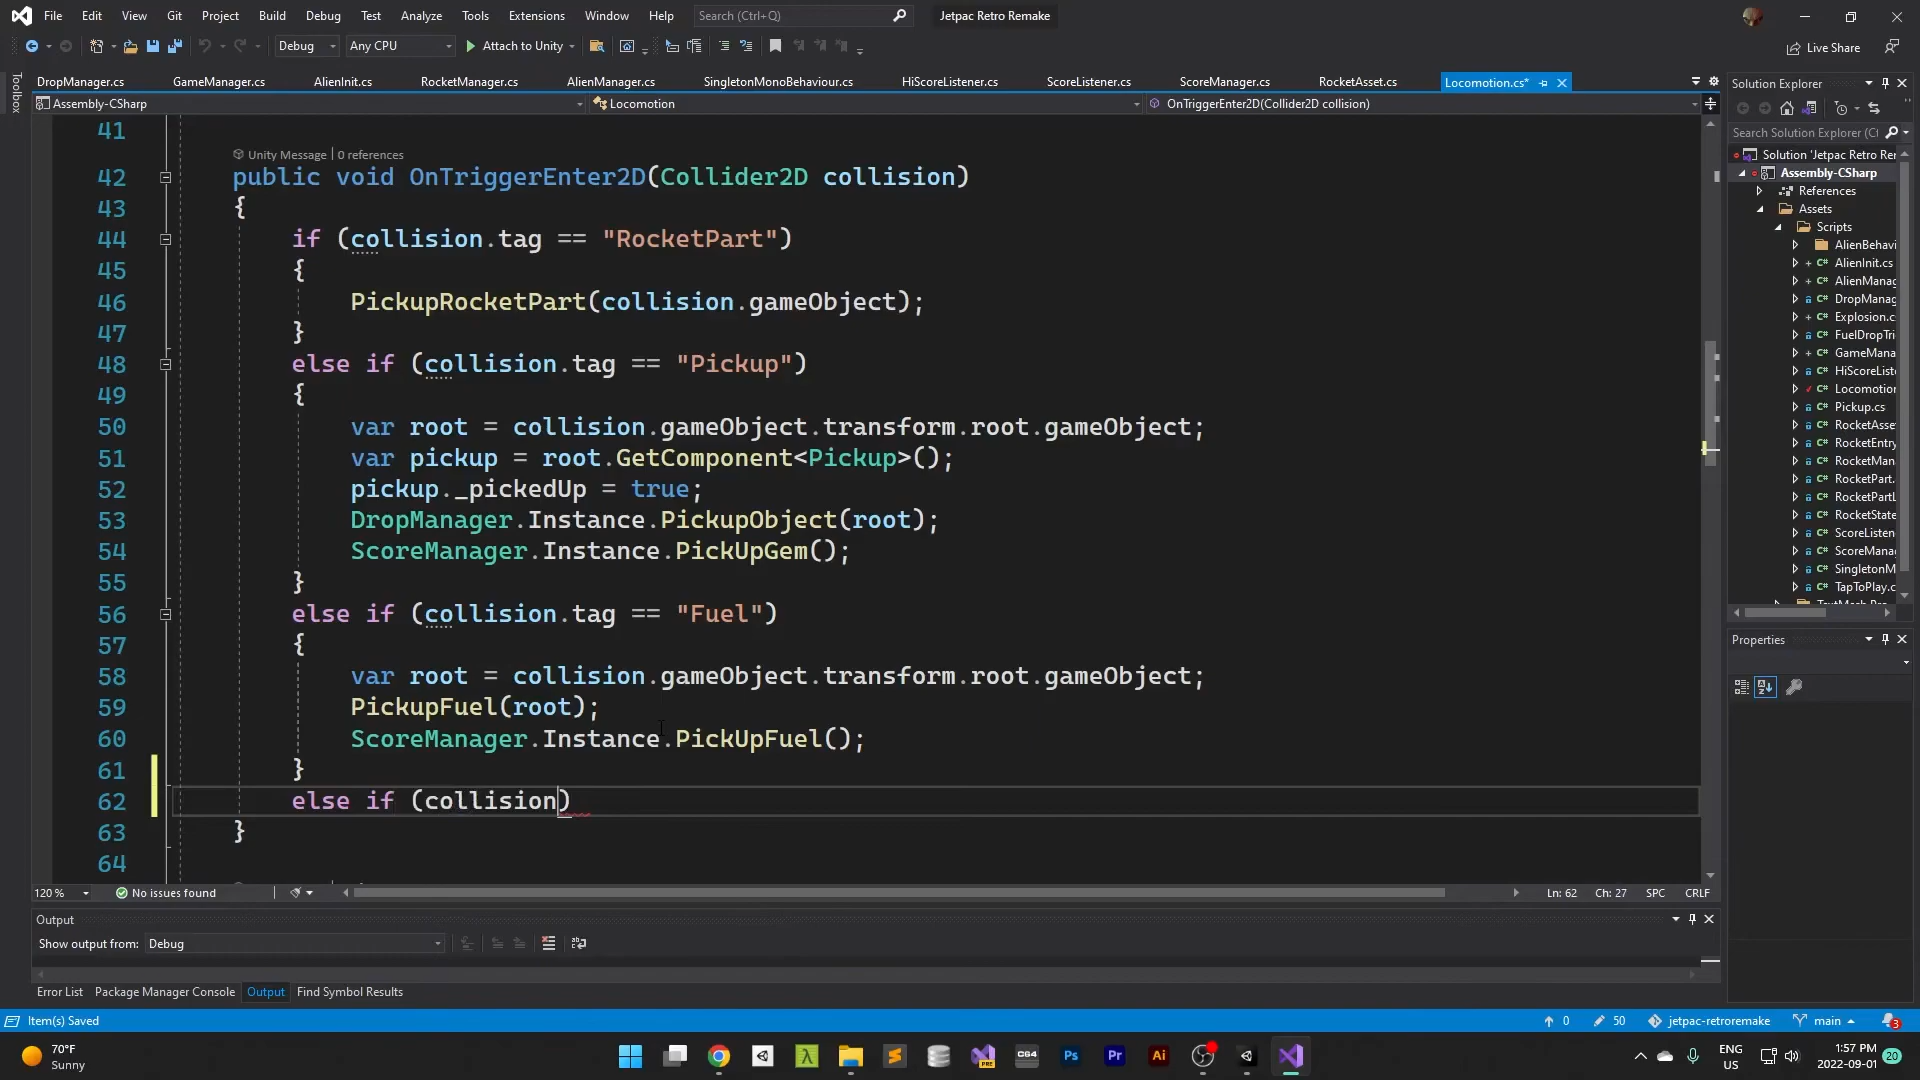 File Edit View Git Project Build Debug Test Analyze Tools Extensions Window Help Search (Ctrl+Q) Jetpac Retro Remake
Debug Any CPU Attach to Unity Live Share
DropManager.cs GameManager.cs AlienInit.cs RocketManager.cs AlienManager.cs SingletonMonoBehaviour.cs HiScoreListener.cs ScoreListener.cs ScoreManager.cs RocketAsset.cs Locomotion.cs*
Toolbox
Assembly-CSharp Locomotion OnTriggerEnter2D(Collider2D collision)
41
Unity Message | 0 references
42 public void OnTriggerEnter2D(Collider2D collision)
43 {
44 if (collision.tag == "RocketPart")
45 {
46 PickupRocketPart(collision.gameObject);
47 }
48 else if (collision.tag == "Pickup")
49 {
50 var root = collision.gameObject.transform.root.gameObject;
51 var pickup = root.GetComponent<Pickup>();
52 pickup._pickedUp = true;
53 DropManager.Instance.PickupObject(root);
54 ScoreManager.Instance.PickUpGem();
55 }
56 else if (collision.tag == "Fuel")
57 {
58 var root = collision.gameObject.transform.root.gameObject;
59 PickupFuel(root);
60 ScoreManager.Instance.PickUpFuel();
61 }
62 else if (collision)
63 }
64
120 % No issues found Ln: 62 Ch: 27 SPC CRLF
Output
Show output from: Debug
Error List Package Manager Console Output Find Symbol Results
Solution Explorer
Search Solution Explorer (Ct
Solution 'Jetpac Retro Rer
Assembly-CSharp
References
Assets
Scripts
AlienBehavi
AlienInit.cs
AlienManag
DropManag
Explosion.c
FuelDropTri
GameMana
HiScoreListe
Locomotion
Pickup.cs
RocketAsse
RocketEntry
RocketMan
RocketPart.
RocketPartL
RocketState
ScoreListen
ScoreManag
SingletonM
TapToPlay.c
Properties
Item(s) Saved 0 50 jetpac-retroremake main 3
70°F
Sunny
CG4 Ps Pr Ai
ENG
US
1:57 PM
2022-09-01
20